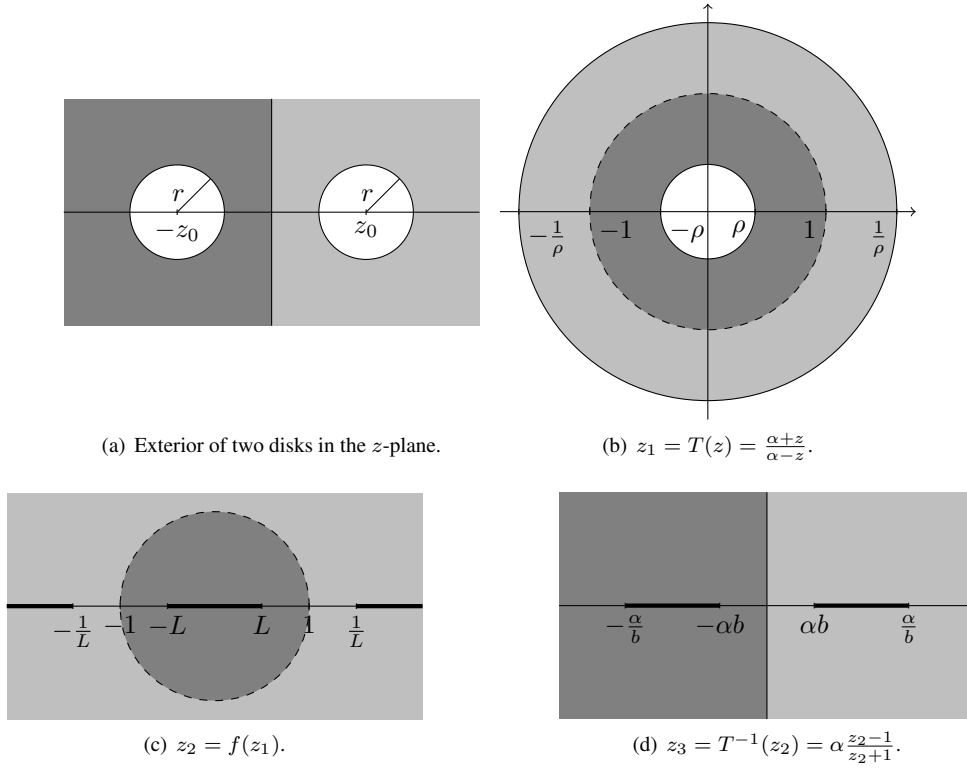 r
r
−z₀
z₀
−1/ρ
−1
−ρ
ρ
1
1/ρ
(a) Exterior of two disks in the z-plane.
(b) z₁ = T(z) = (α+z)/(α−z).
−1/L
−1
−L
L
1
1/L
−α/b
−αb
αb
α/b
(c) z₂ = f(z₁).
(d) z₃ = T⁻¹(z₂) = α (z₂−1)/(z₂+1).